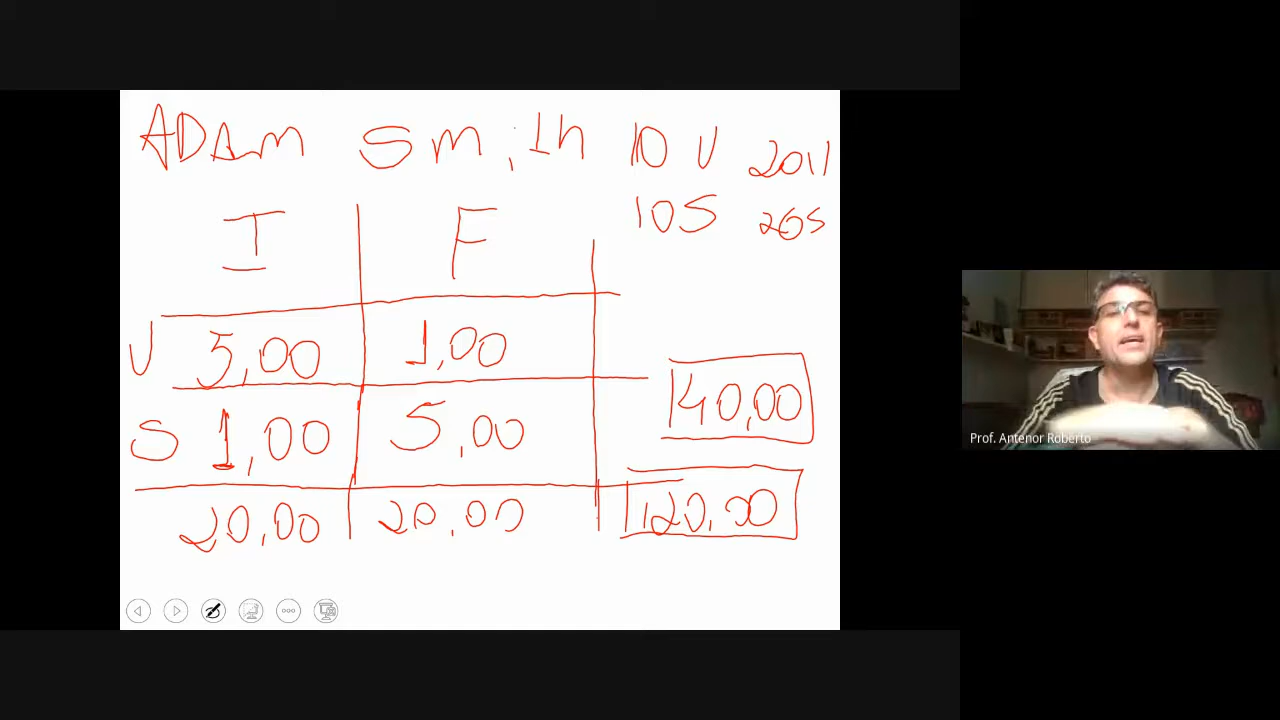 ADAM Smith 10 V 20 V
10 S 20 S
I F
V 5,00 1,00
40,00
S 1,00 5,00
20,00 20,00 120,00
Prof. Antenor Roberto